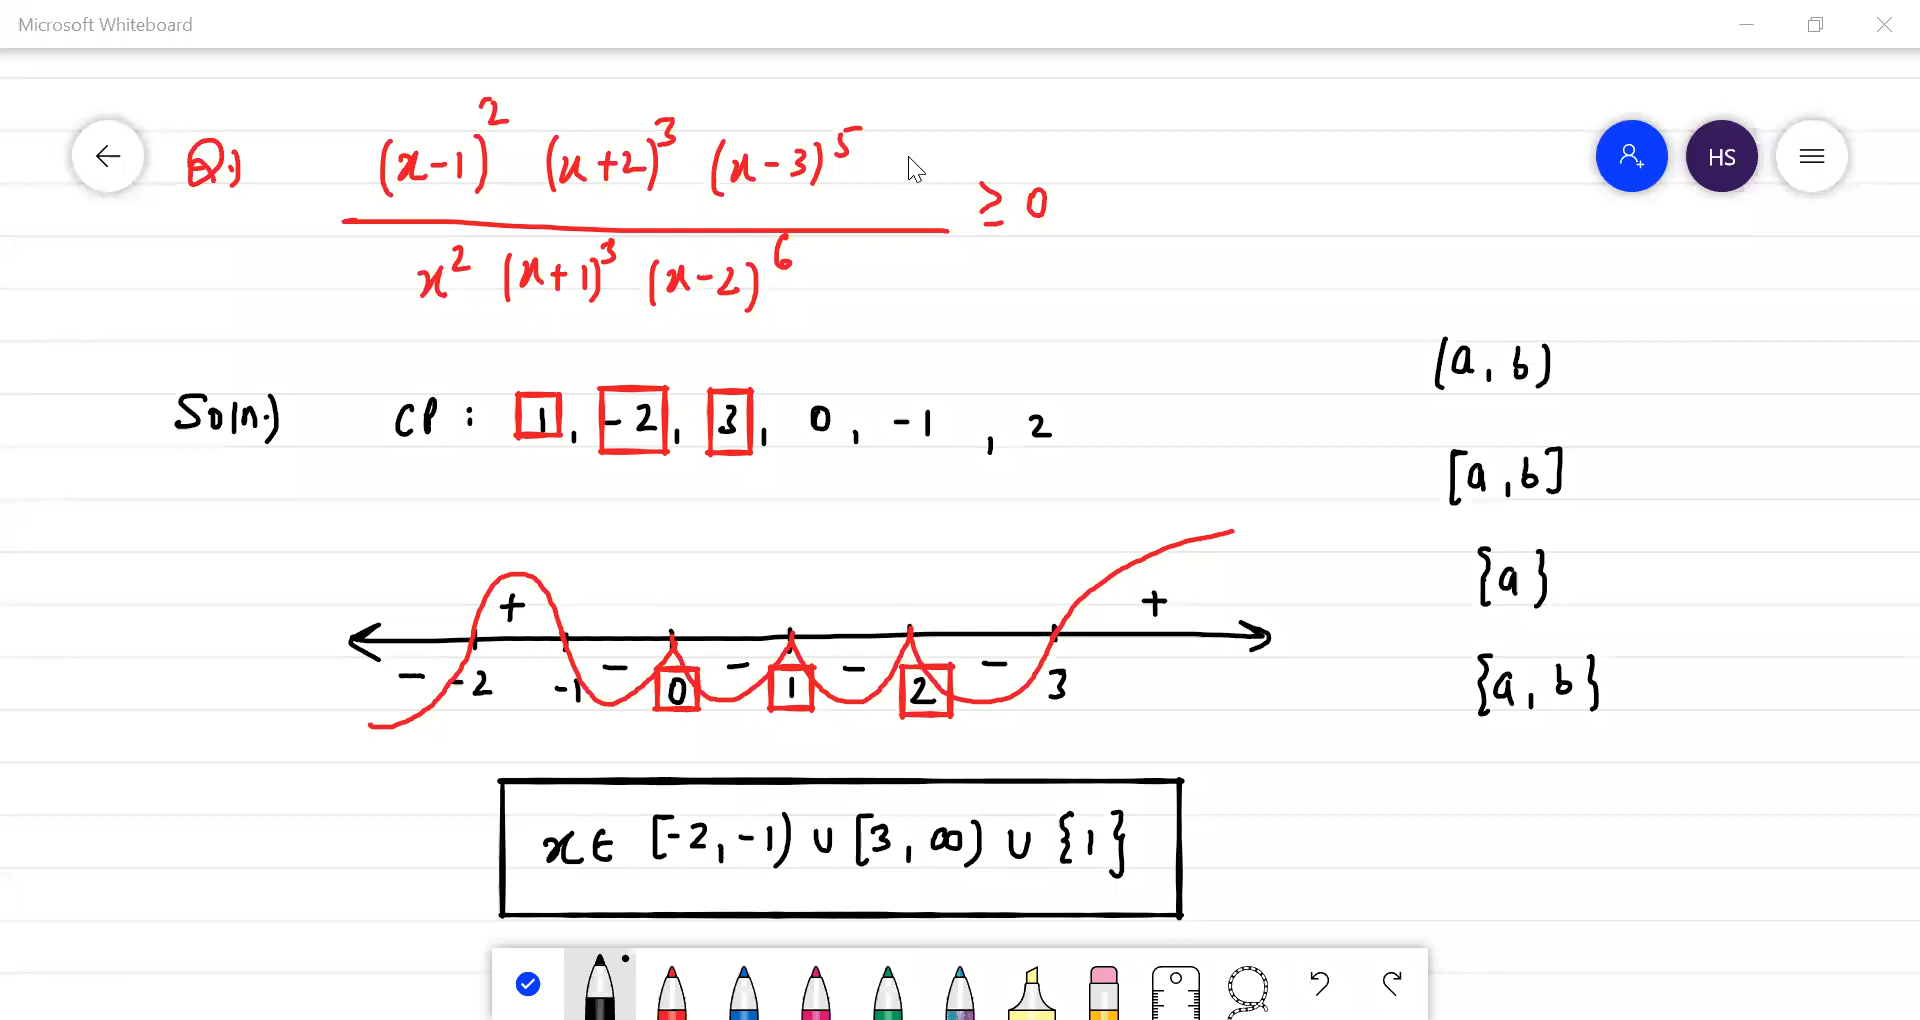 Microsoft Whiteboard
HS
Q.) (x-1)² (x+2)³ (x-3)⁵
≥ 0
x² (x+1)³ (x-2)⁶
(a, b)
Soln.) CP : 1, -2, 3, 0, -1, 2
[a, b]
{a}
+ +
- - - - -
-2 -1 0 1 2 3
{a, b}
x ∈ [-2, -1) ∪ [3, ∞) ∪ {1}